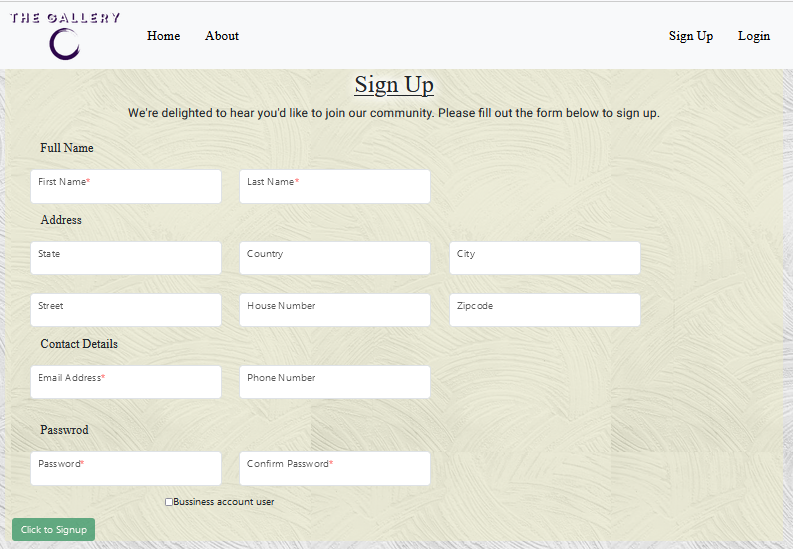 THE GALLERY
Home About Sign Up Login
Sign Up
We're delighted to hear you'd like to join our community. Please fill out the form below to sign up.
Full Name
First Name* Last Name*
Address
State Country City
Street House Number Zipcode
Contact Details
Email Address* Phone Number
Passwrod
Password* Confirm Password*
Bussiness account user
Click to Signup